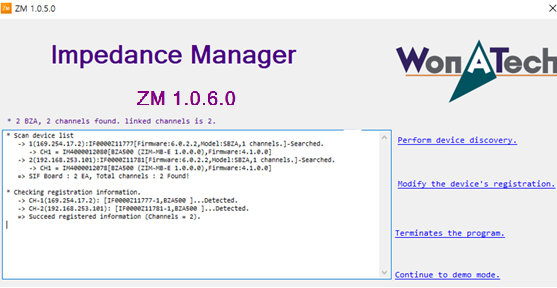 ZM ZM 1.0.5.0
Impedance Manager
WonATech
ZM 1.0.6.0
* 2 BZA, 2 channels found. linked channels is 2.
* Scan device list
-> 1(169.254.17.2):IF0000Z11777[Firmware:6.0.2.2,Model:SBZA,1 channels.]-Searched.
-> CH1 = IM4000012080[BZA500 (ZIM-MB-E 1.0.0.0),Firmware:4.1.0.0]
-> 2(192.168.253.101):IF0000Z11781[Firmware:6.0.2.2,Model:SBZA,1 channels.]-Searched.
-> CH1 = IM4000012078[BZA500 (ZIM-MB-E 1.0.0.0),Firmware:4.1.0.0]
=> SIF Board : 2 EA, Total channels : 2 Found!
* Checking registration information.
-> CH-1(169.254.17.2): [IF0000Z11777-1,BZA500 ]...Detected.
-> CH-2(192.168.253.101): [IF0000Z11781-1,BZA500 ]...Detected.
=> Succeed registered information (Channels = 2).
Perform device discovery.
Modify the device's registration.
Terminates the program.
Continue to demo mode.